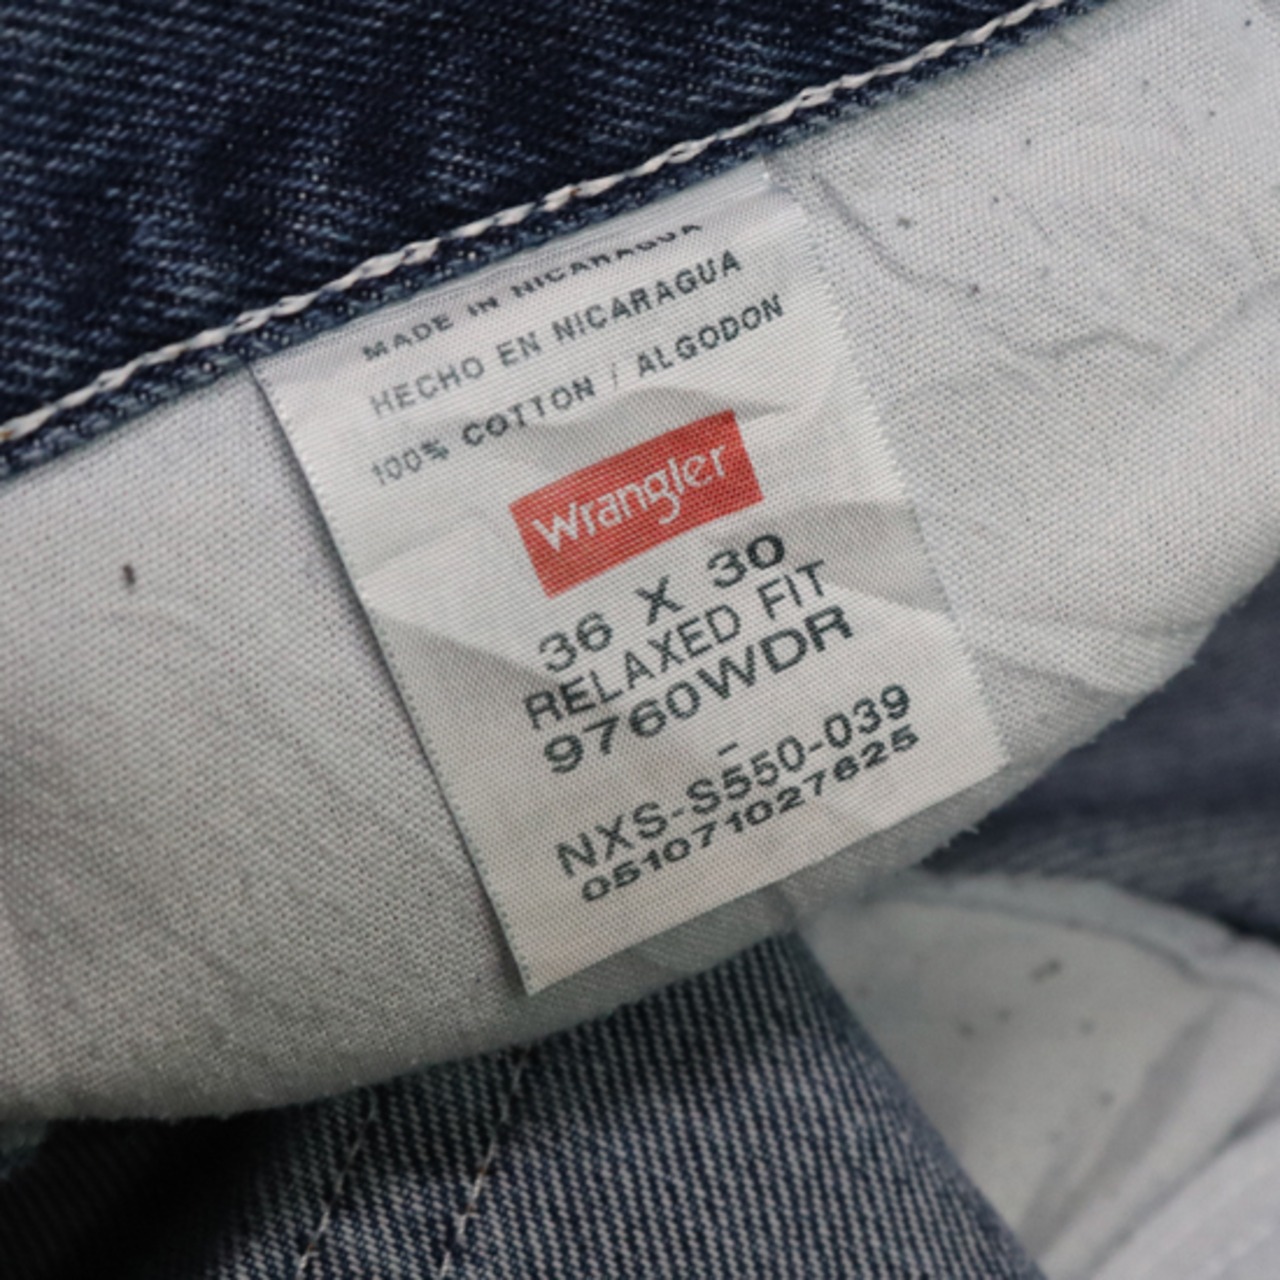 MADE IN NICARAGUA
HECHO EN NICARAGUA
100% COTTON / ALGODON
Wrangler
36 X 30
RELAXED FIT
9760WDR
-
NXS-S550-039
051071027625